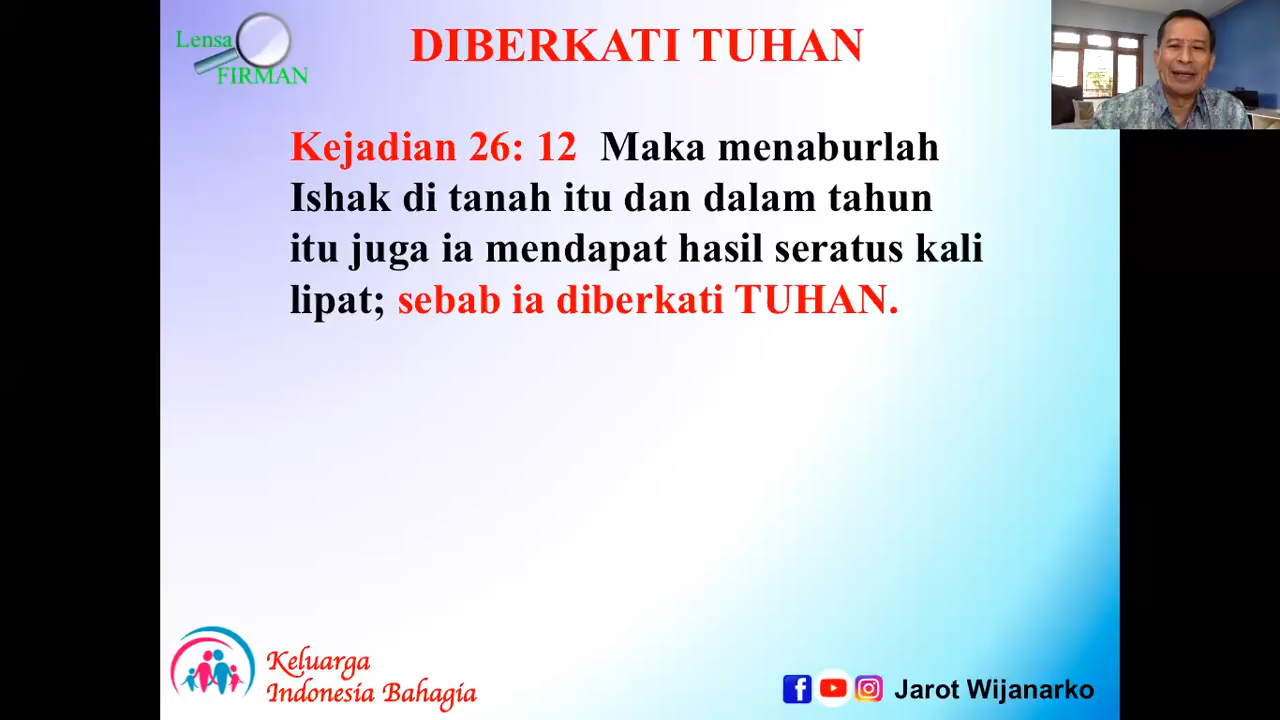 Lensa
FIRMAN
DIBERKATI TUHAN
Kejadian 26: 12 Maka menaburlah
Ishak di tanah itu dan dalam tahun
itu juga ia mendapat hasil seratus kali
lipat; sebab ia diberkati TUHAN.
Keluarga
Indonesia Bahagia
Jarot Wijanarko